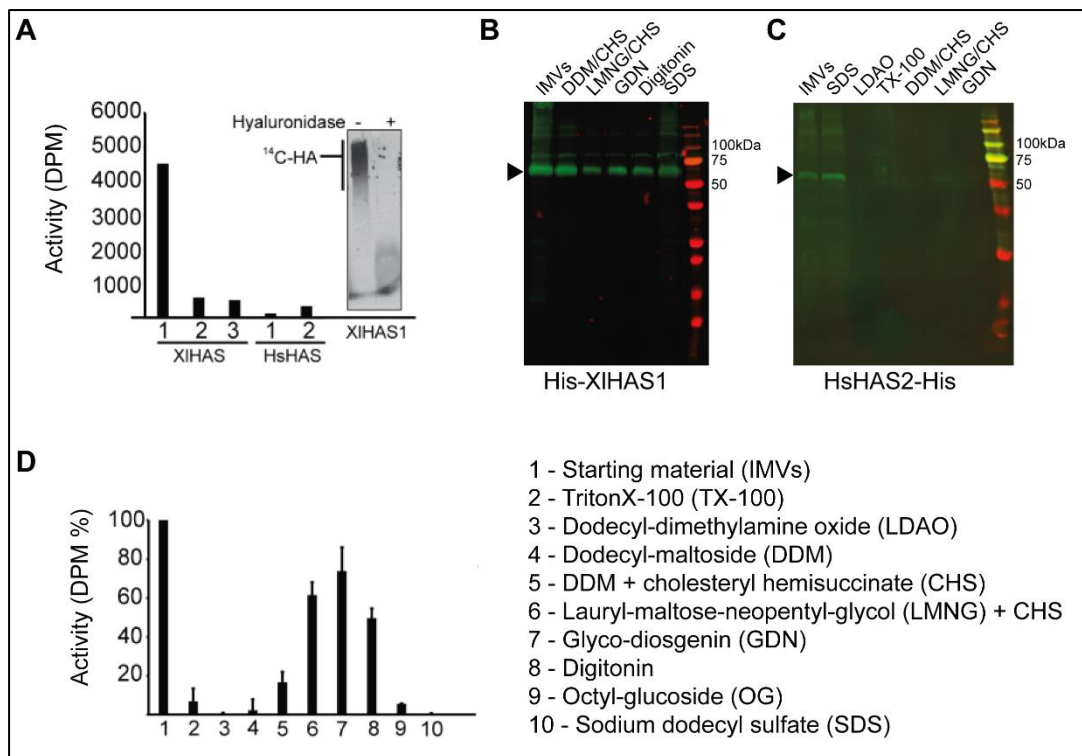 A
Activity (DPM)
6000
5000
4000
3000
2000
1000
1 2 3 1 2
XlHAS HsHAS
Hyaluronidase - +
¹⁴C-HA
XlHAS1
B
IMVs
DDM/CHS
LMNG/CHS
GDN
Digitonin
SDS
100kDa
75
50
His-XlHAS1
C
IMVs
SDS
LDAO
TX-100
DDM/CHS
LMNG/CHS
GDN
100kDa
75
50
HsHAS2-His
D
Activity (DPM %)
100
80
60
40
20
1 2 3 4 5 6 7 8 9 10
1 - Starting material (IMVs)
2 - TritonX-100 (TX-100)
3 - Dodecyl-dimethylamine oxide (LDAO)
4 - Dodecyl-maltoside (DDM)
5 - DDM + cholesteryl hemisuccinate (CHS)
6 - Lauryl-maltose-neopentyl-glycol (LMNG) + CHS
7 - Glyco-diosgenin (GDN)
8 - Digitonin
9 - Octyl-glucoside (OG)
10 - Sodium dodecyl sulfate (SDS)